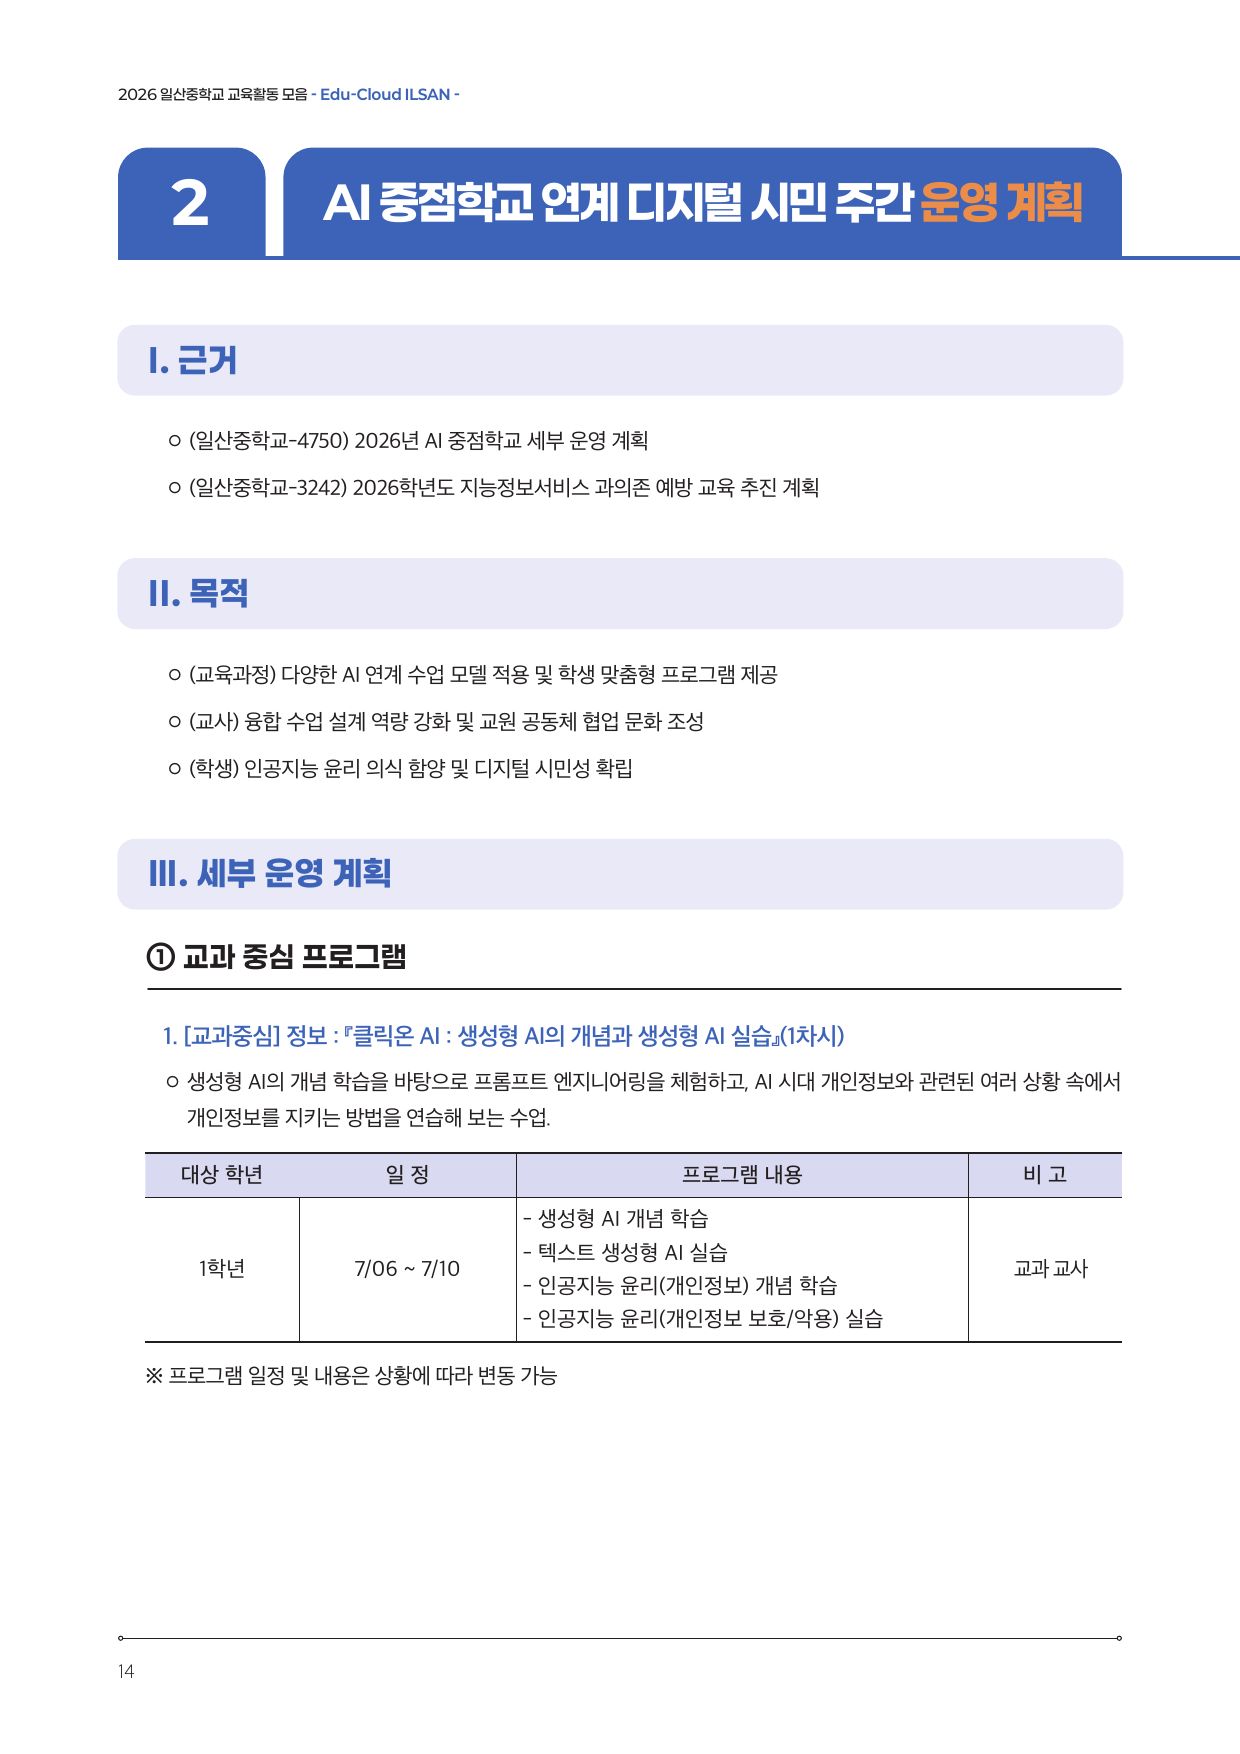 2026 일산중학교 교육활동 모음 - Edu-Cloud ILSAN -
2
AI 중점학교 연계 디지털 시민 주간 운영 계획
I. 근거
○ (일산중학교-4750) 2026년 AI 중점학교 세부 운영 계획
○ (일산중학교-3242) 2026학년도 지능정보서비스 과의존 예방 교육 추진 계획
II. 목적
○ (교육과정) 다양한 AI 연계 수업 모델 적용 및 학생 맞춤형 프로그램 제공
○ (교사) 융합 수업 설계 역량 강화 및 교원 공동체 협업 문화 조성
○ (학생) 인공지능 윤리 의식 함양 및 디지털 시민성 확립
III. 세부 운영 계획
① 교과 중심 프로그램
1. [교과중심] 정보 : 『클릭온 AI : 생성형 AI의 개념과 생성형 AI 실습』(1차시)
○ 생성형 AI의 개념 학습을 바탕으로 프롬프트 엔지니어링을 체험하고, AI 시대 개인정보와 관련된 여러 상황 속에서
개인정보를 지키는 방법을 연습해 보는 수업.
대상 학년 일 정 프로그램 내용 비 고
1학년 7/06 ~ 7/10
- 생성형 AI 개념 학습
- 텍스트 생성형 AI 실습
- 인공지능 윤리(개인정보) 개념 학습
- 인공지능 윤리(개인정보 보호/악용) 실습
교과 교사
※ 프로그램 일정 및 내용은 상황에 따라 변동 가능
14